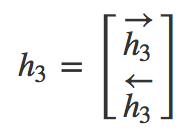 h₃ = [ →h₃
←h₃ ]